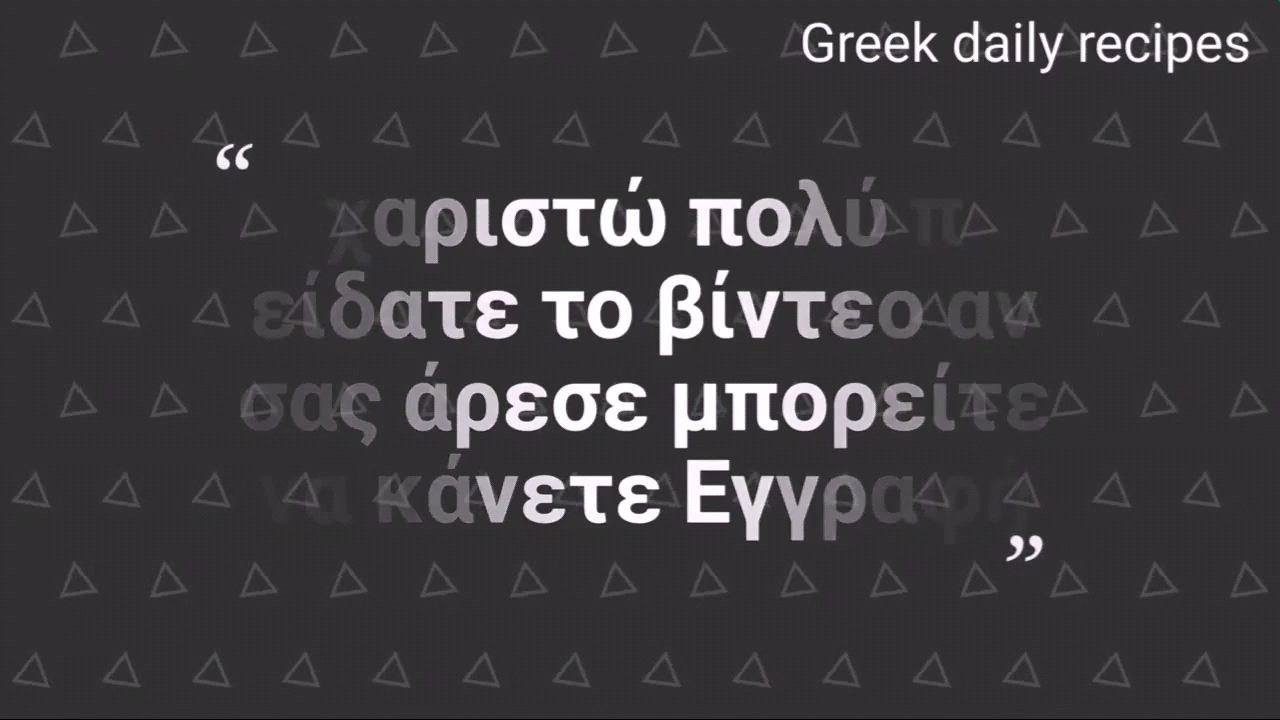 Greek daily recipes
“
χαριστώ πολύ π
είδατε το βίντεο αν
σας άρεσε μπορείτε
να κάνετε Εγγραφή
”